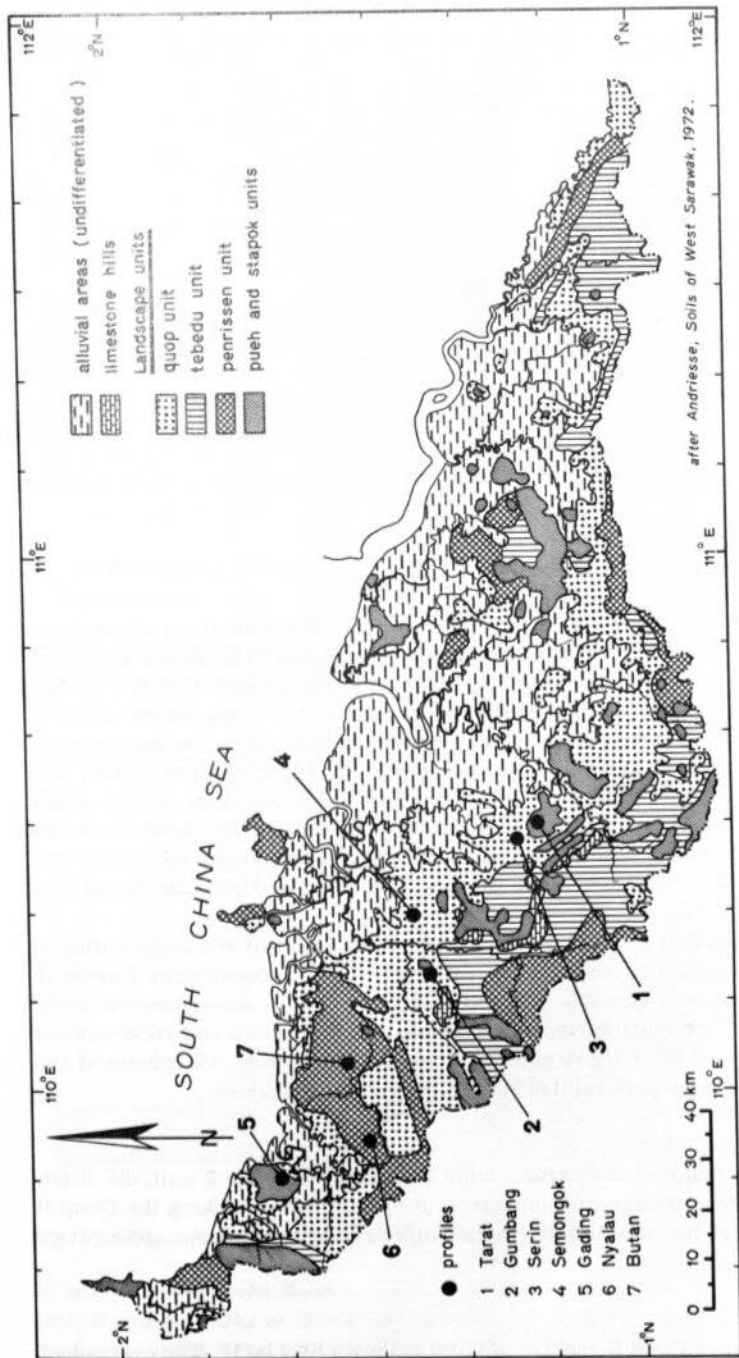 110°E
111°E
112°E
2°N
2°N
SOUTH CHINA SEA
N
5
7
4
6
2
3
1
alluvial areas (undifferentiated)
limestone hills
Landscape units
quop unit
tebedu unit
penrissen unit
pueh and stapok units
profiles
1 Tarat
2 Gumbang
3 Serin
4 Semongok
5 Gading
6 Nyalau
7 Butan
0 10 20 30 40 km
1°N
1°N
110°E
111°E
112°E
after Andriesse, Soils of West Sarawak, 1972.